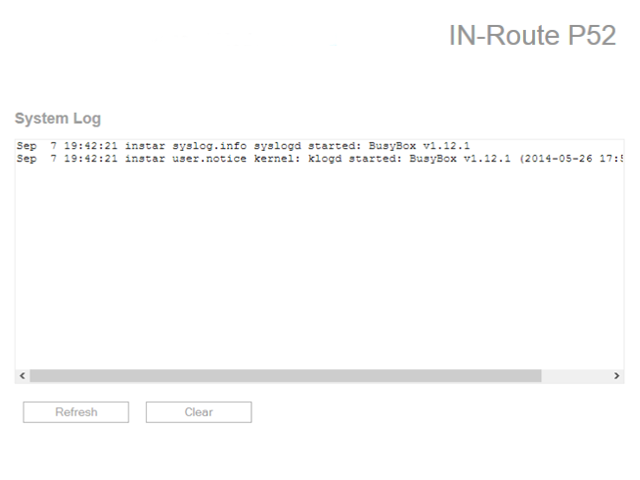 IN-Route P52
System Log
Sep  7 19:42:21 instar syslog.info syslogd started: BusyBox v1.12.1
Sep  7 19:42:21 instar user.notice kernel: klogd started: BusyBox v1.12.1 (2014-05-26 17:5
Refresh Clear